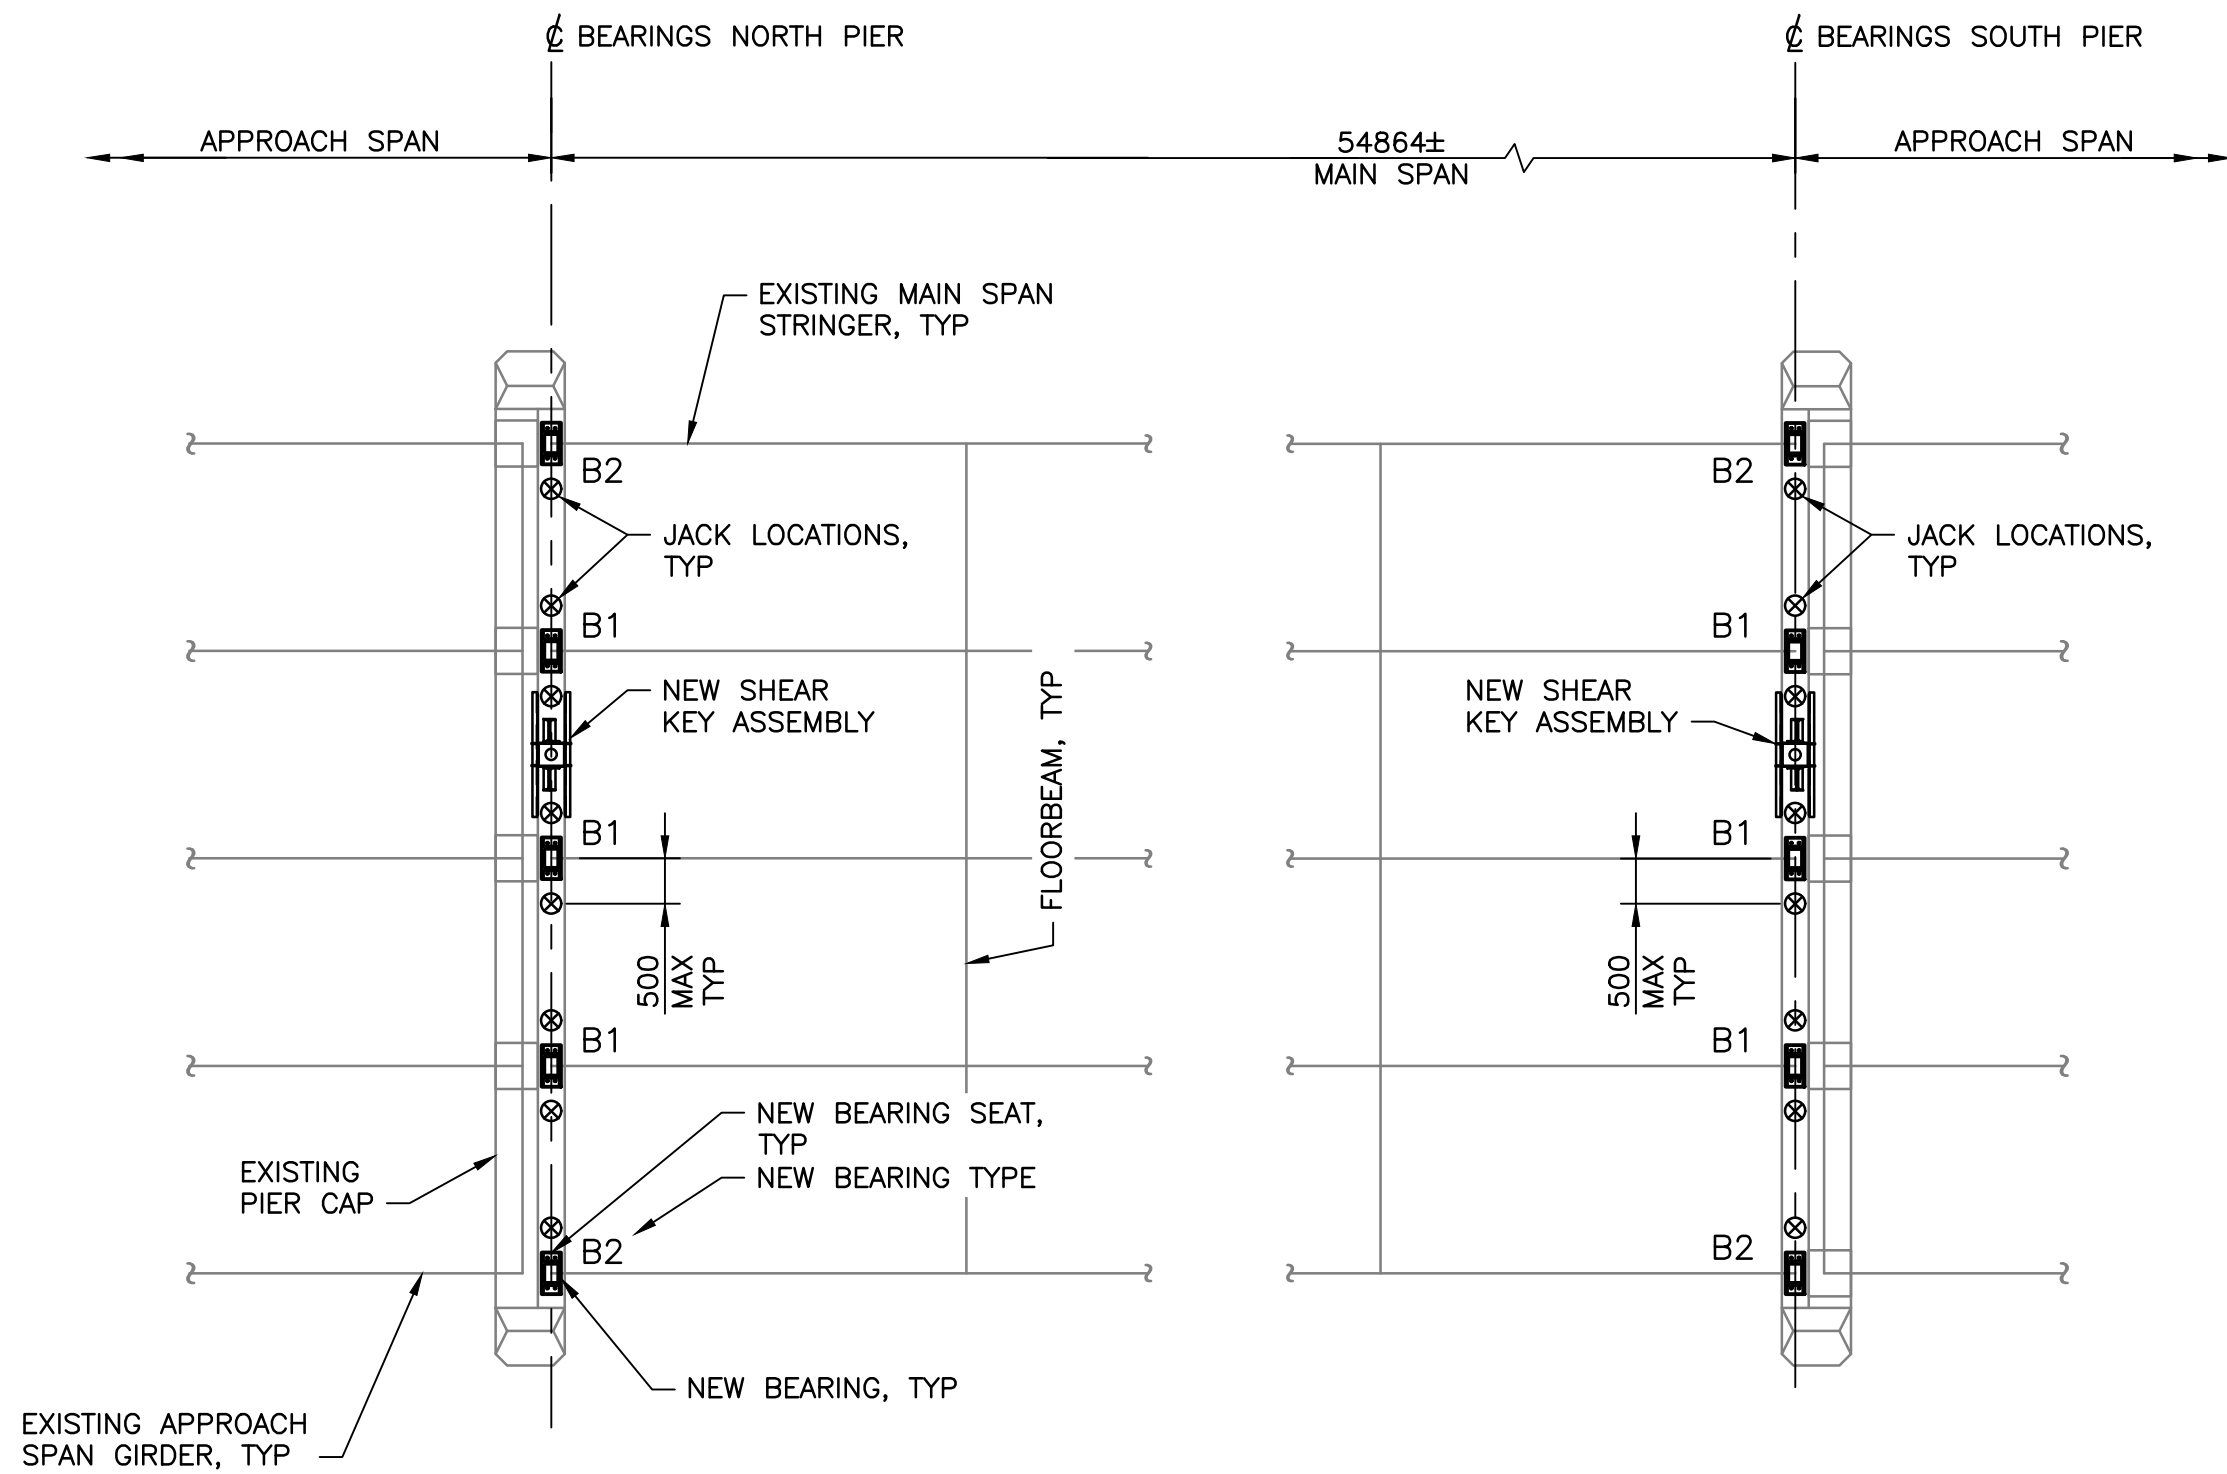 ℄ BEARINGS NORTH PIER
℄ BEARINGS SOUTH PIER
APPROACH SPAN
54864±
MAIN SPAN
APPROACH SPAN
EXISTING MAIN SPAN
STRINGER, TYP
B2
JACK LOCATIONS,
TYP
B1
NEW SHEAR
KEY ASSEMBLY
FLOORBEAM, TYP
B1
500
MAX
TYP
B1
NEW BEARING SEAT,
TYP
NEW BEARING TYPE
EXISTING
PIER CAP
B2
NEW BEARING, TYP
EXISTING APPROACH
SPAN GIRDER, TYP
B2
JACK LOCATIONS,
TYP
B1
NEW SHEAR
KEY ASSEMBLY
B1
500
MAX
TYP
B1
B2